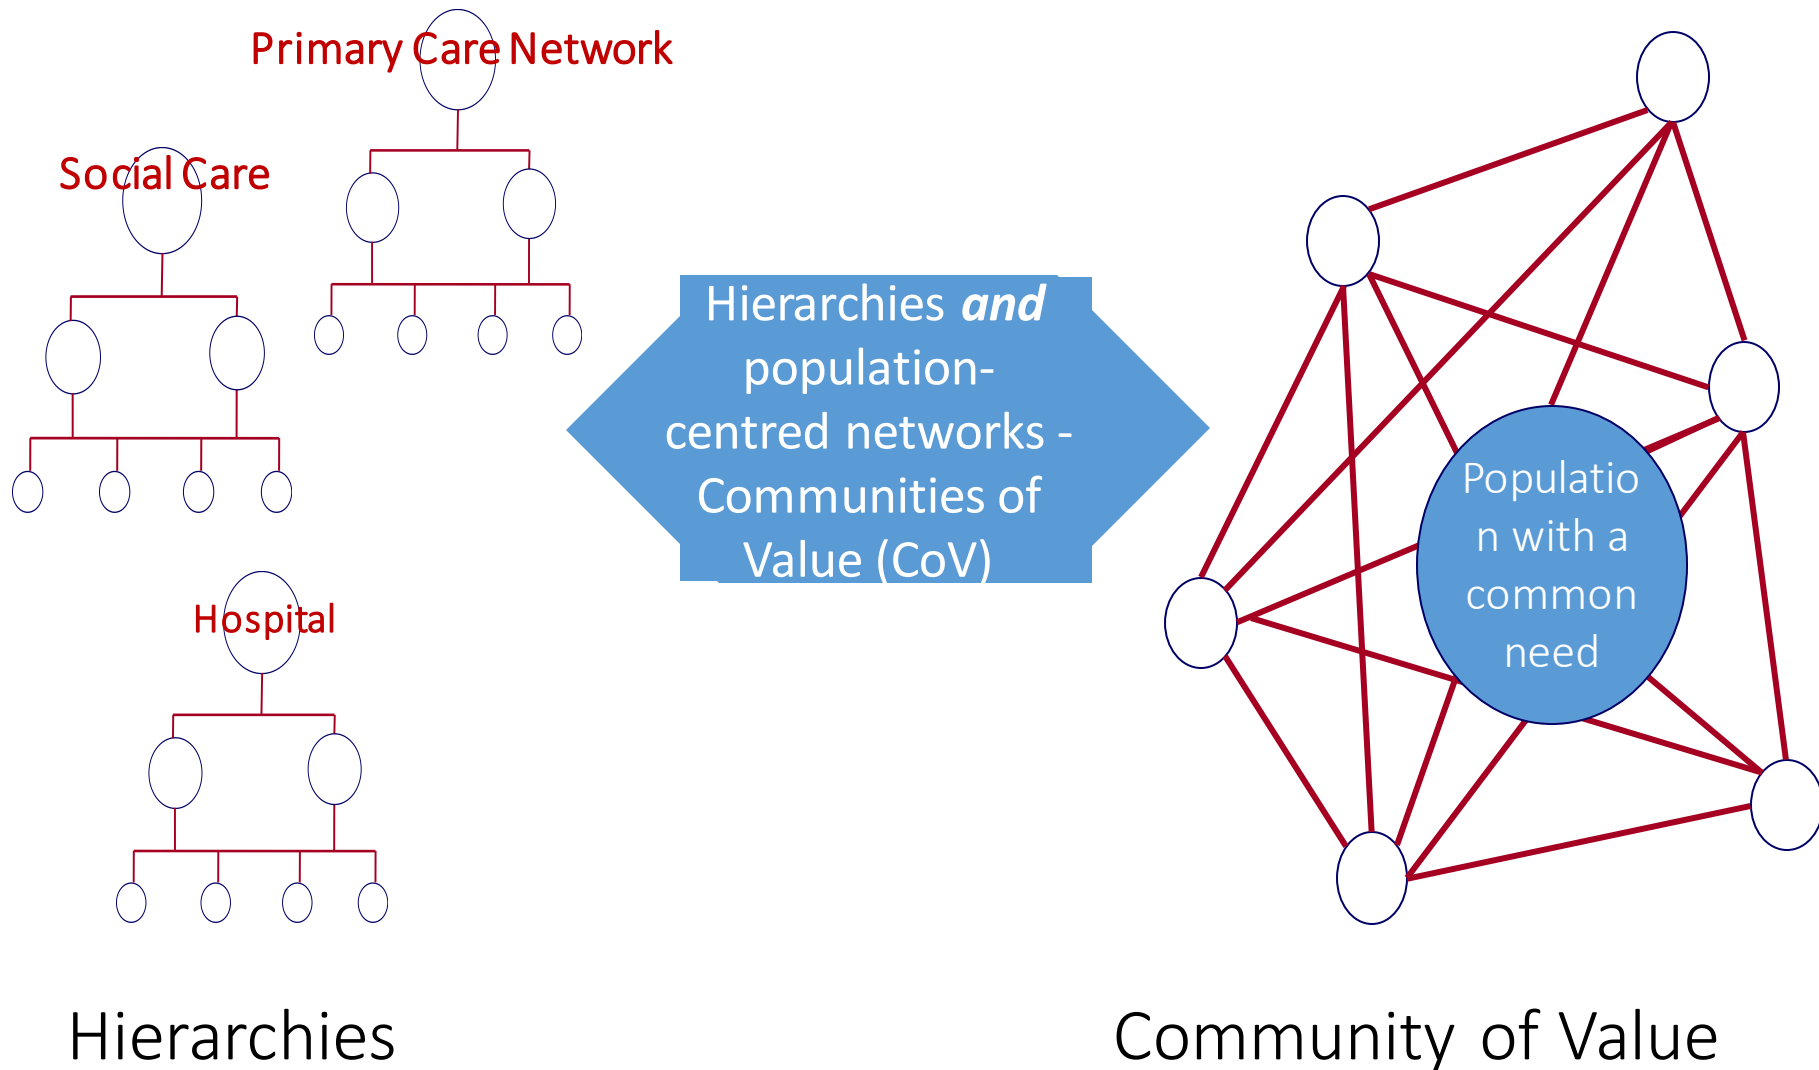 Primary Care Network
Social Care
Hospital
Hierarchies and
population-
centred networks -
Communities of
Value (CoV)
Populatio
n with a
common
need
Hierarchies
Community of Value